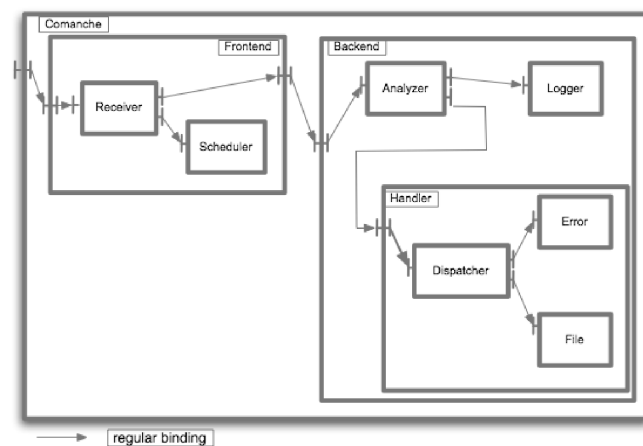 Comanche
Frontend
Backend
Receiver
Analyzer
Logger
Scheduler
Handler
Error
Dispatcher
File
regular binding